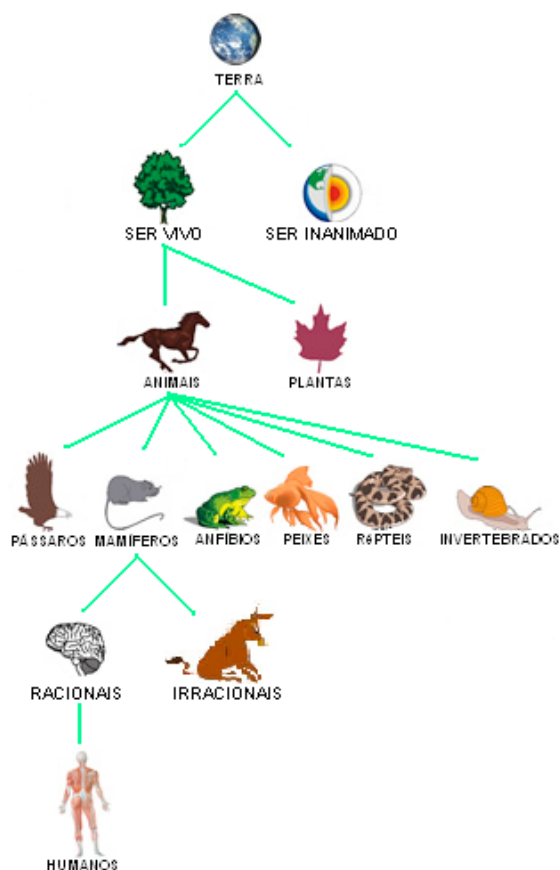 TERRA
SER VIVO
SER INANIMADO
ANIMAIS
PLANTAS
PÁSSAROS
MAMÍFEROS
ANFÍBIOS
PEIXES
RéPTEIS
INVERTEBRADOS
RACIONAIS
IRRACIONAIS
HUMANOS